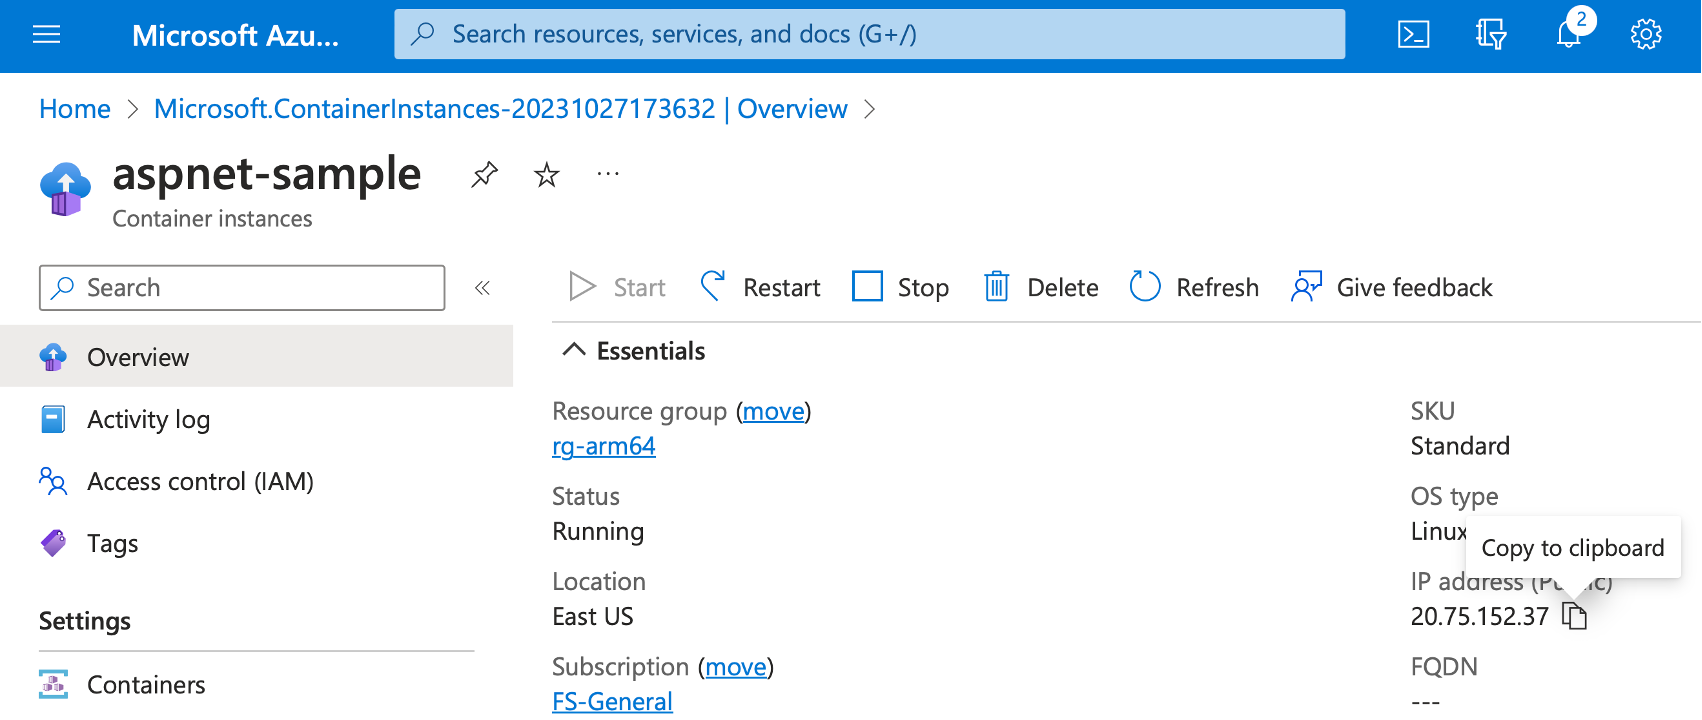 Microsoft Azu...
Search resources, services, and docs (G+/)
2
Home > Microsoft.ContainerInstances-20231027173632 | Overview >
aspnet-sample
...
Container instances
Search
«
Start Restart Stop Delete Refresh Give feedback
Overview
Activity log
Access control (IAM)
Tags
Settings
Containers
Essentials
Resource group (move)
rg-arm64
Status
Running
Location
East US
Subscription (move)
FS-General
SKU
Standard
OS type
Linux
Copy to clipboard
IP address (Public)
20.75.152.37
FQDN
---